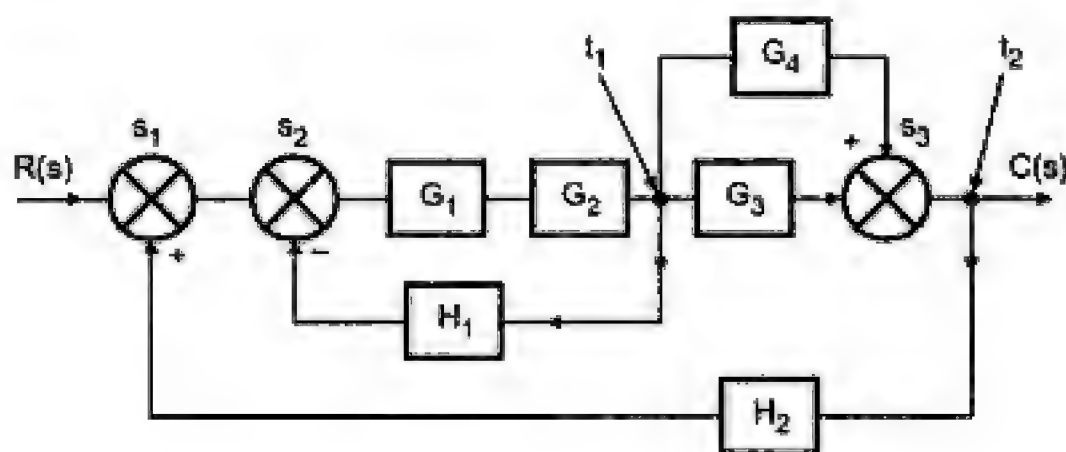 t1
G4
t2
s1
s2
+
s3
R(s)
C(s)
G1
G2
G3
+
−
H1
H2